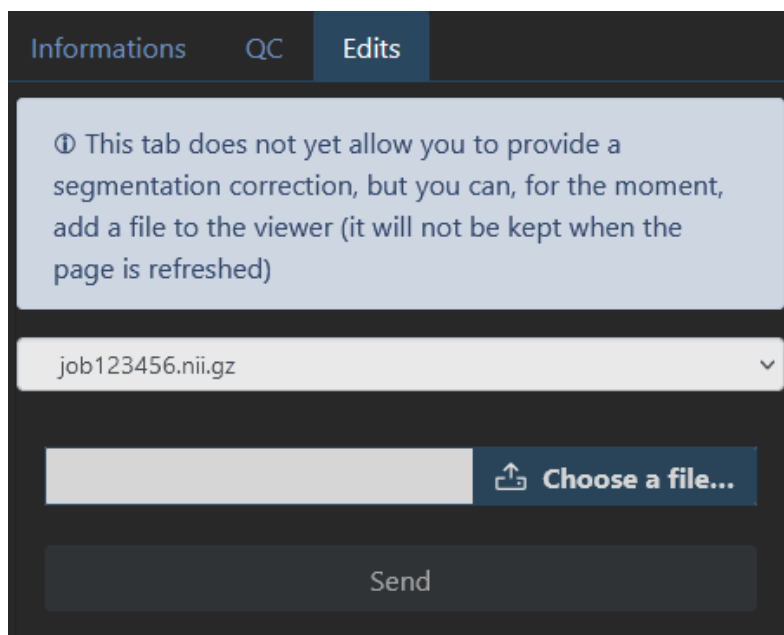 Informations QC Edits
🛈 This tab does not yet allow you to provide a
segmentation correction, but you can, for the moment,
add a file to the viewer (it will not be kept when the
page is refreshed)
job123456.nii.gz
Choose a file...
Send